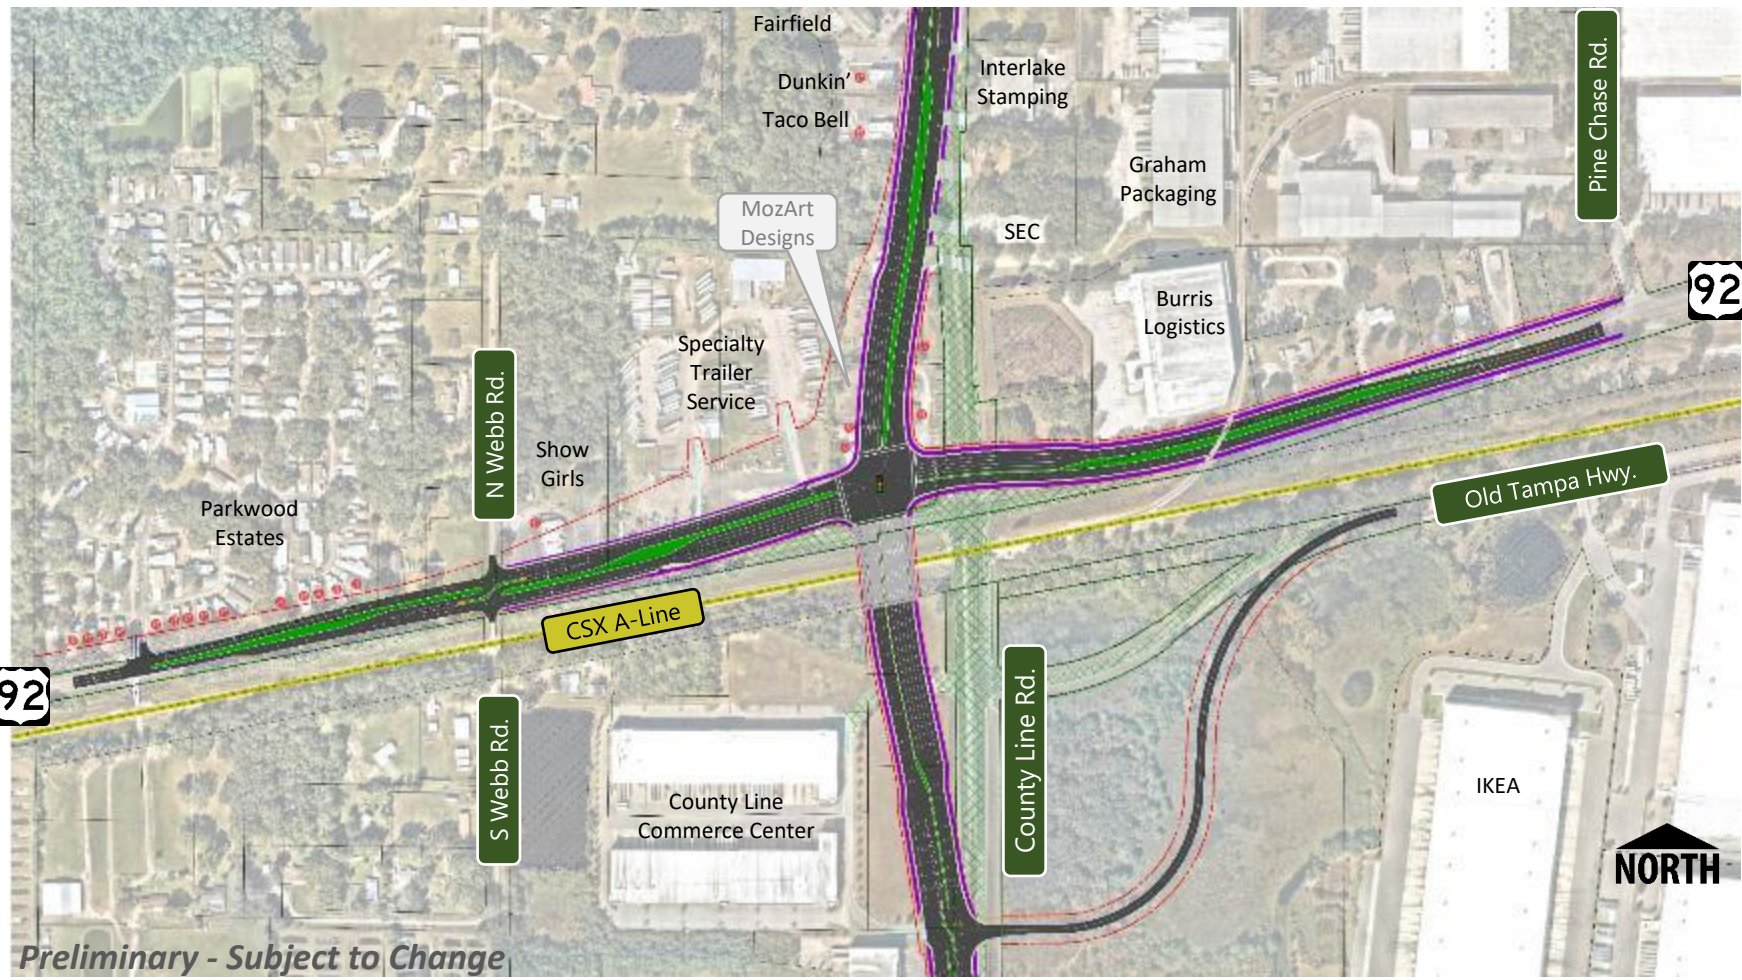 Fairfield
Dunkin’
Taco Bell
Interlake
Stamping
Graham
Packaging
Pine Chase Rd.
MozArt
Designs
SEC
92
Burris
Logistics
Specialty
Trailer
Service
N Webb Rd.
Show
Girls
Parkwood
Estates
Old Tampa Hwy.
CSX A-Line
92
S Webb Rd.
County Line Rd.
County Line
Commerce Center
IKEA
NORTH
Preliminary - Subject to Change